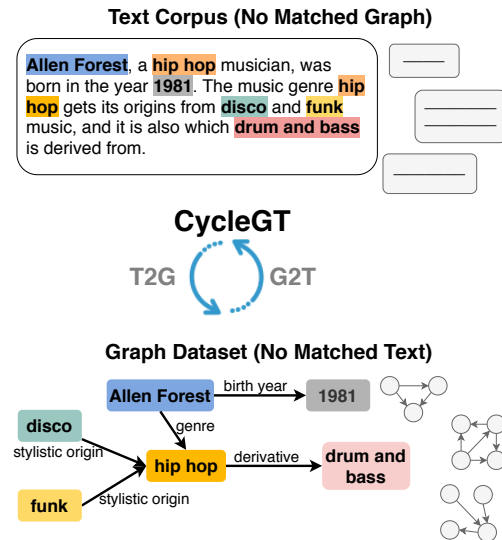 Text Corpus (No Matched Graph)
Allen Forest, a hip hop musician, was
born in the year 1981. The music genre hip
hop gets its origins from disco and funk
music, and it is also which drum and bass
is derived from.
CycleGT
T2G
G2T
Graph Dataset (No Matched Text)
Allen Forest
birth year
1981
disco
genre
stylistic origin
hip hop
derivative
drum and
bass
funk
stylistic origin